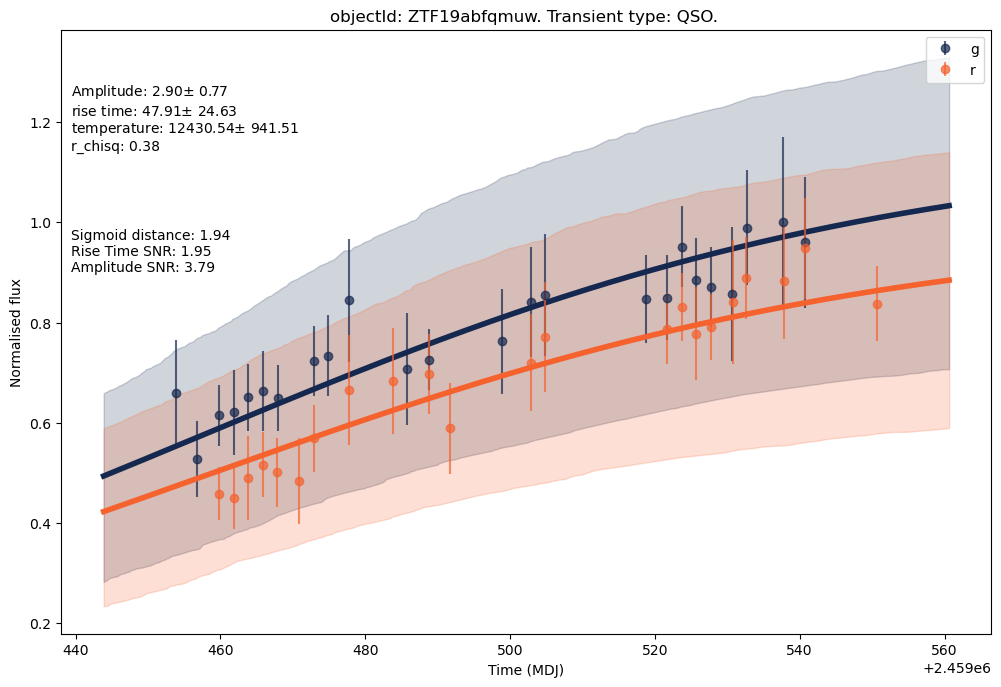 objectId: ZTF19abfqmuw. Transient type: QSO.
g
r
Amplitude: 2.90± 0.77
rise time: 47.91± 24.63
temperature: 12430.54± 941.51
r_chisq: 0.38
Sigmoid distance: 1.94
Rise Time SNR: 1.95
Amplitude SNR: 3.79
Normalised flux
1.2
1.0
0.8
0.6
0.4
0.2
440
460
480
500
520
540
560
Time (MDJ)
+2.459e6